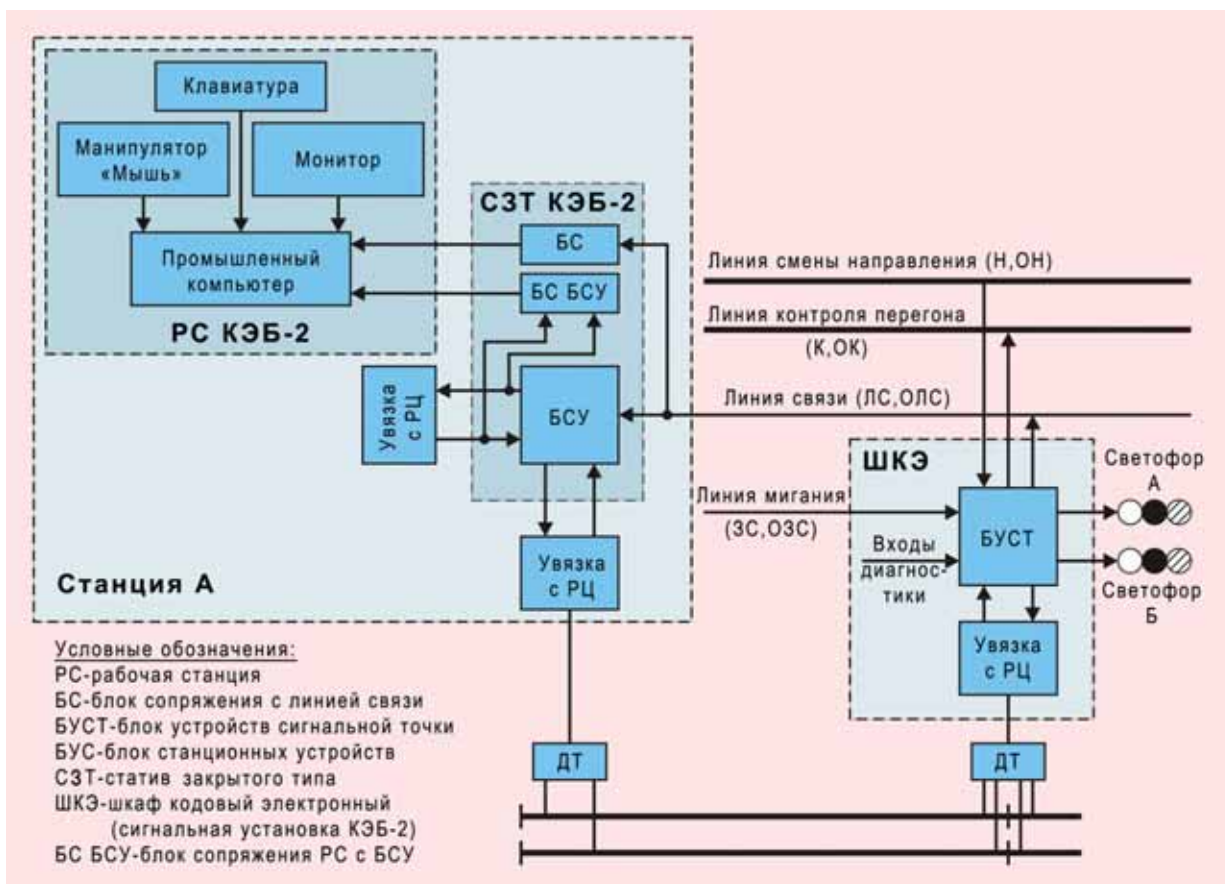 Клавиатура
Манипулятор
«Мышь»
Монитор
Промышленный
компьютер
РС КЭБ-2
СЗТ КЭБ-2
БС
БС БСУ
БСУ
Увязка
с РЦ
Увязка
с РЦ
Станция А
Линия смены направления (Н,ОН)
Линия контроля перегона
(К,ОК)
Линия связи (ЛС,ОЛС)
Линия мигания
(ЗС,ОЗС)
ШКЭ
БУСТ
Входы
диагнос-
тики
Увязка
с РЦ
Светофор
А
Светофор
Б
ДТ
ДТ
Условные обозначения:
РС-рабочая станция
БС-блок сопряжения с линией связи
БУСТ-блок устройств сигнальной точки
БУС-блок станционных устройств
СЗТ-статив закрытого типа
ШКЭ-шкаф кодовый электронный
(сигнальная установка КЭБ-2)
БС БСУ-блок сопряжения РС с БСУ